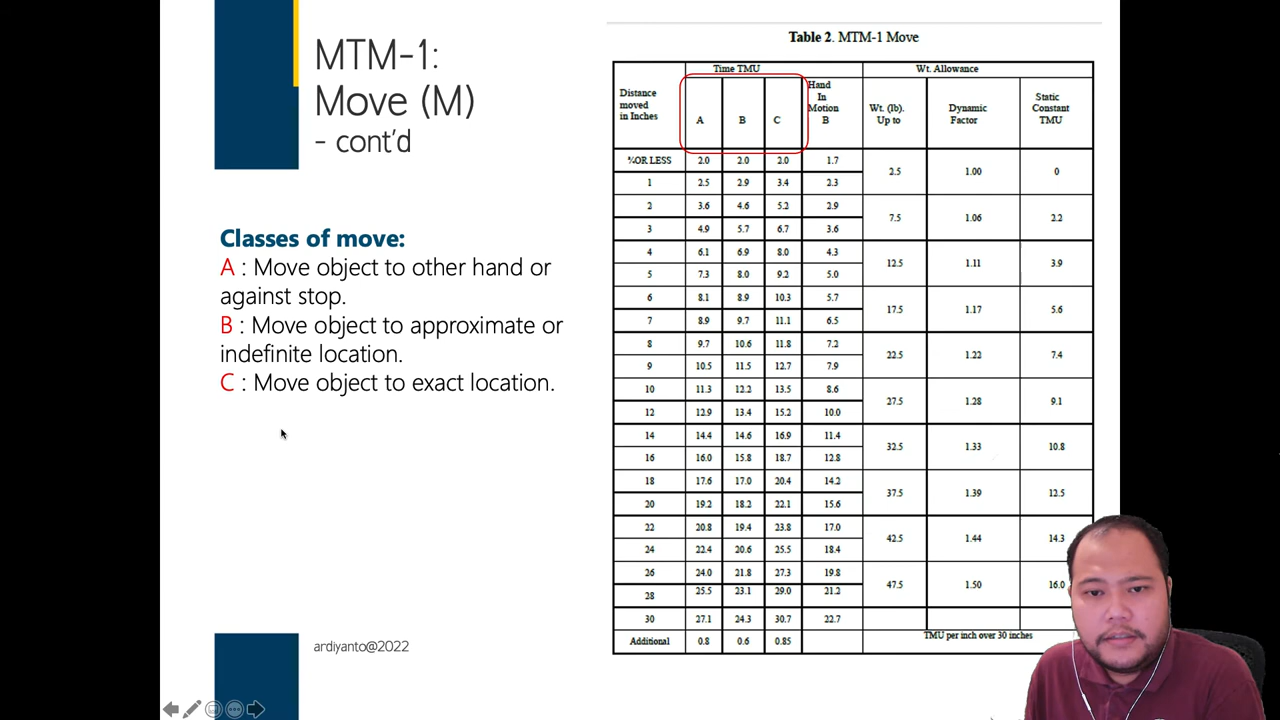 MTM-1:
Move (M)
- cont'd
Classes of move:
A : Move object to other hand or
against stop.
B : Move object to approximate or
indefinite location.
C : Move object to exact location.
ardiyanto@2022
Table 2. MTM-1 Move
Time TMU Wt. Allowance
Distance moved in Inches A B C Hand In Motion B Wt. (lb). Up to Dynamic Factor Static Constant TMU
¾OR LESS 2.0 2.0 2.0 1.7 2.5 1.00 0
1 2.5 2.9 3.4 2.3
2 3.6 4.6 5.2 2.9 7.5 1.06 2.2
3 4.9 5.7 6.7 3.6
4 6.1 6.9 8.0 4.3 12.5 1.11 3.9
5 7.3 8.0 9.2 5.0
6 8.1 8.9 10.3 5.7 17.5 1.17 5.6
7 8.9 9.7 11.1 6.5
8 9.7 10.6 11.8 7.2 22.5 1.22 7.4
9 10.5 11.5 12.7 7.9
10 11.3 12.2 13.5 8.6 27.5 1.28 9.1
12 12.9 13.4 15.2 10.0
14 14.4 14.6 16.9 11.4 32.5 1.33 10.8
16 16.0 15.8 18.7 12.8
18 17.6 17.0 20.4 14.2 37.5 1.39 12.5
20 19.2 18.2 22.1 15.6
22 20.8 19.4 23.8 17.0 42.5 1.44 14.3
24 22.4 20.6 25.5 18.4
26 24.0 21.8 27.3 19.8 47.5 1.50 16.0
28 25.5 23.1 29.0 21.2
30 27.1 24.3 30.7 22.7
Additional 0.8 0.6 0.85 TMU per inch over 30 inches